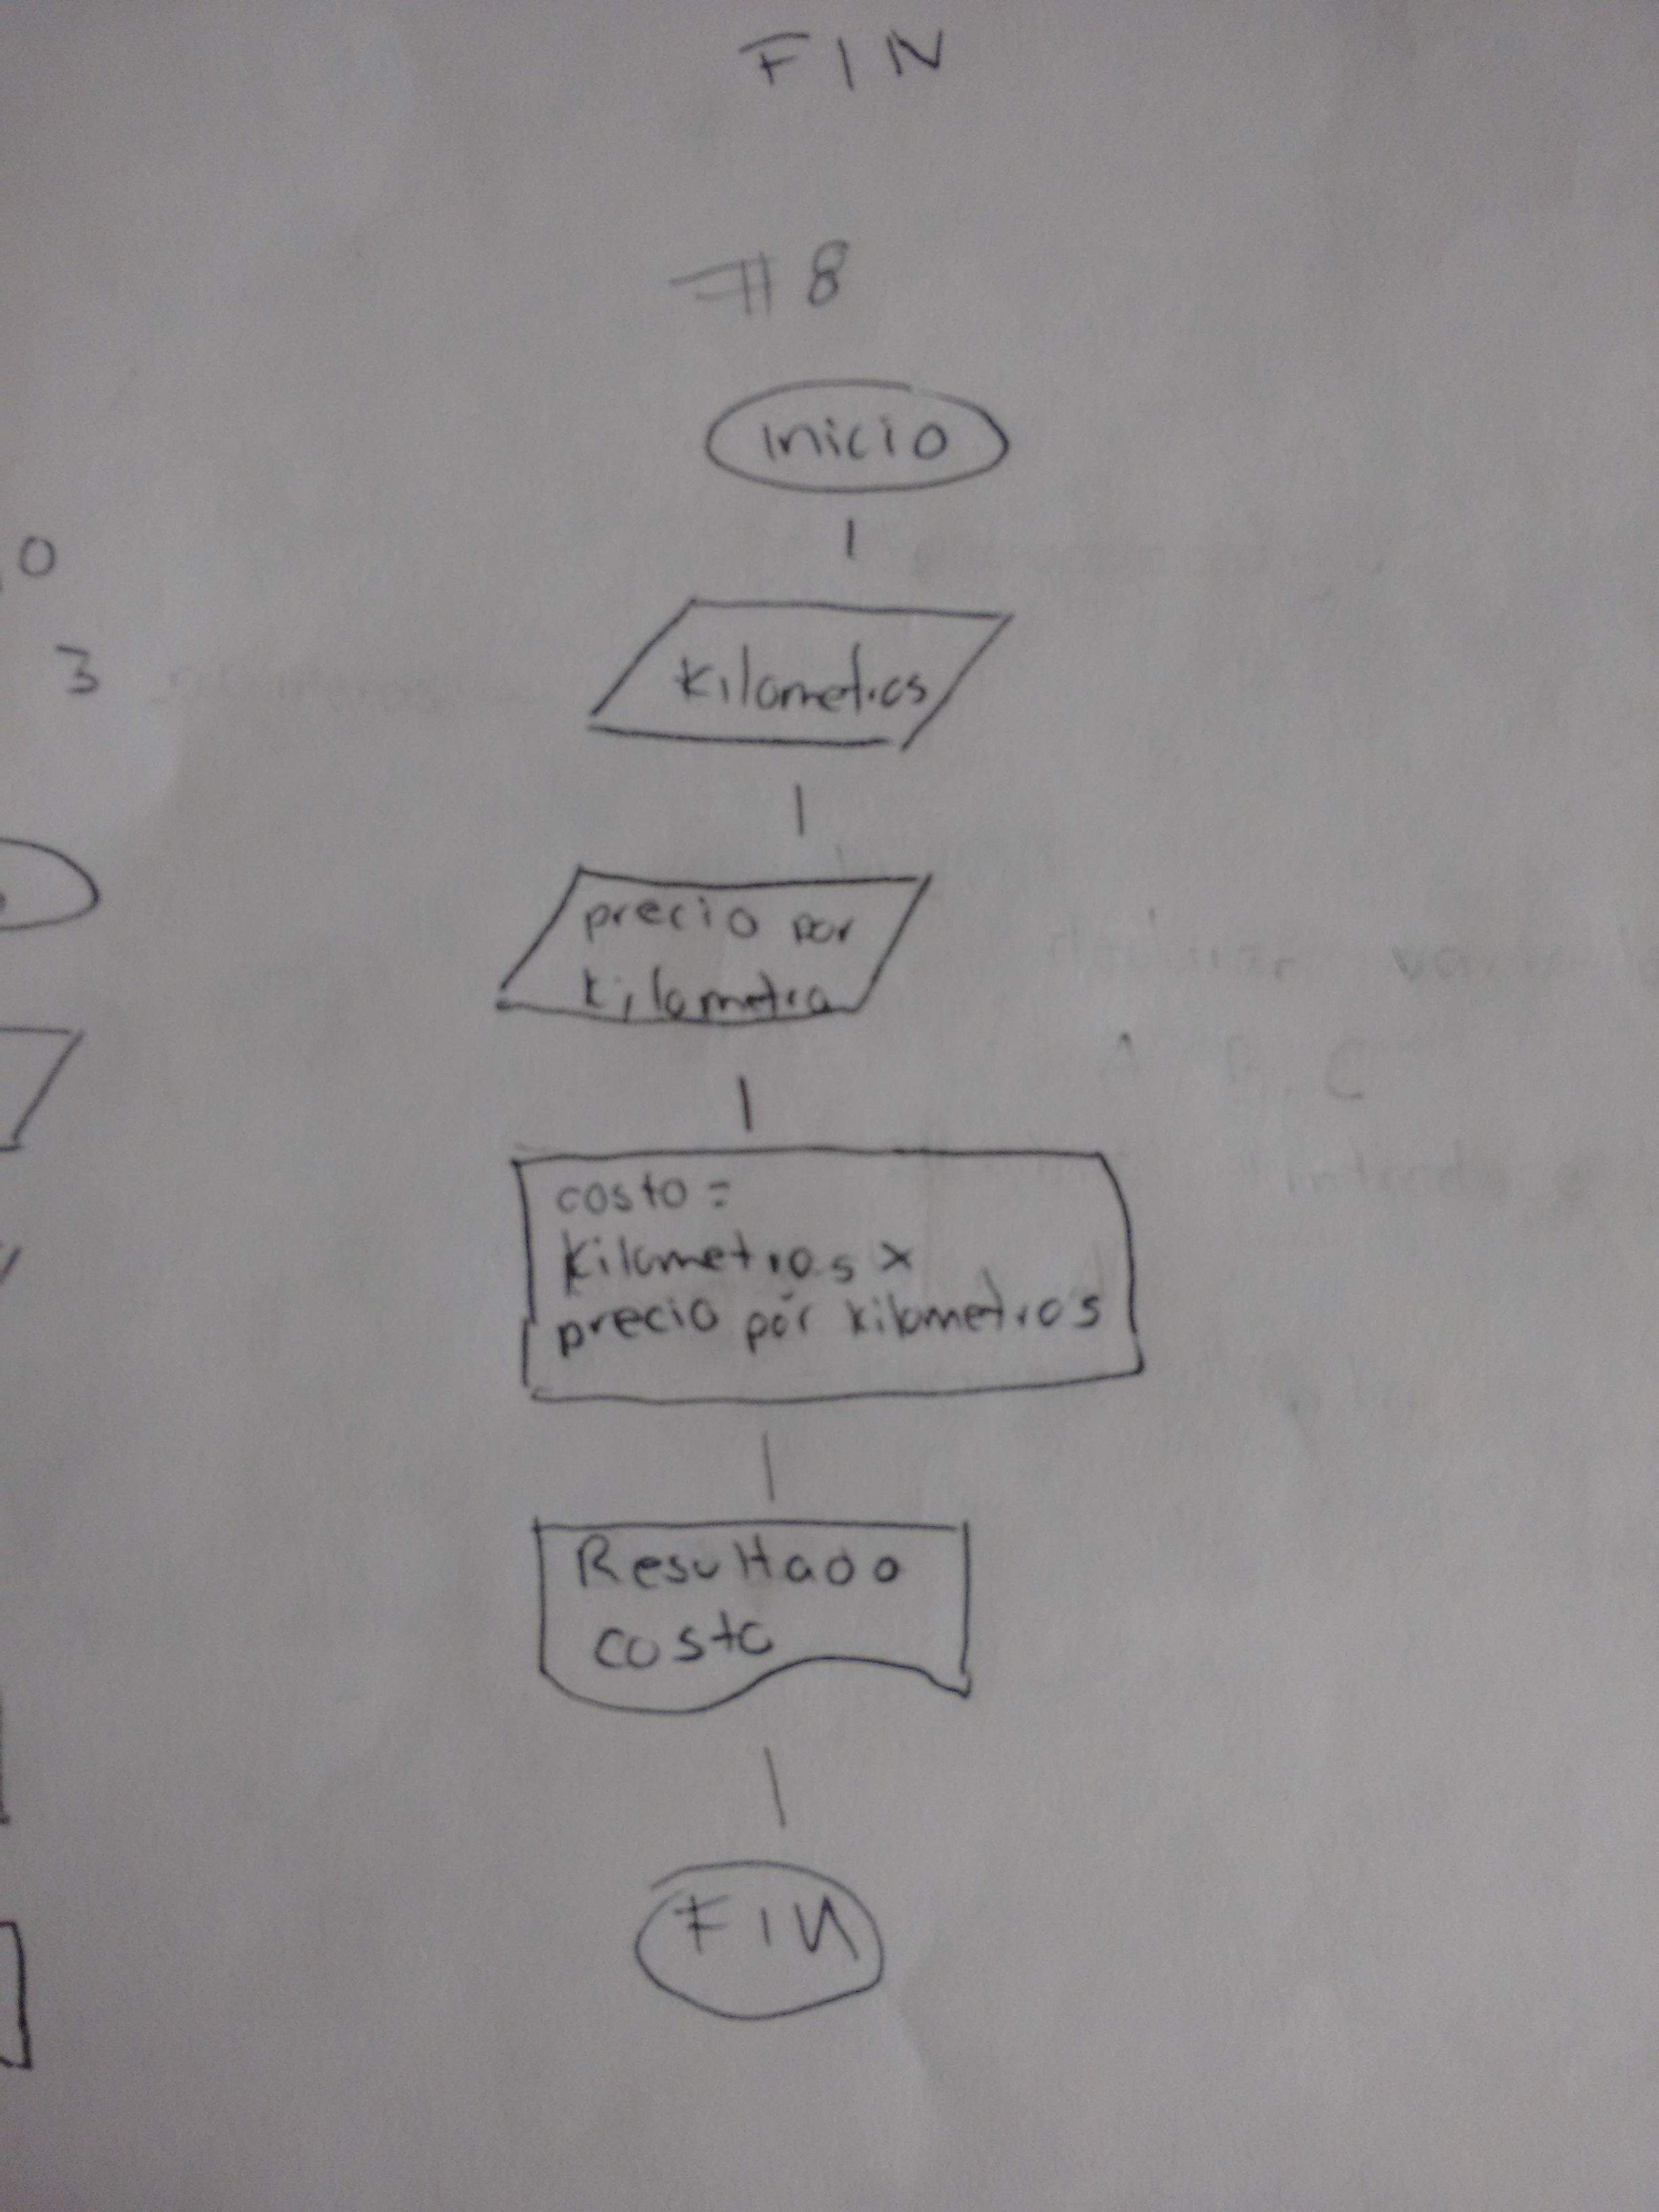 FIN
#8
inicio
0
3
kilometros
precio por
kilometro
costo =
kilometros x
precio por kilometros
Resultado
costo
FIN